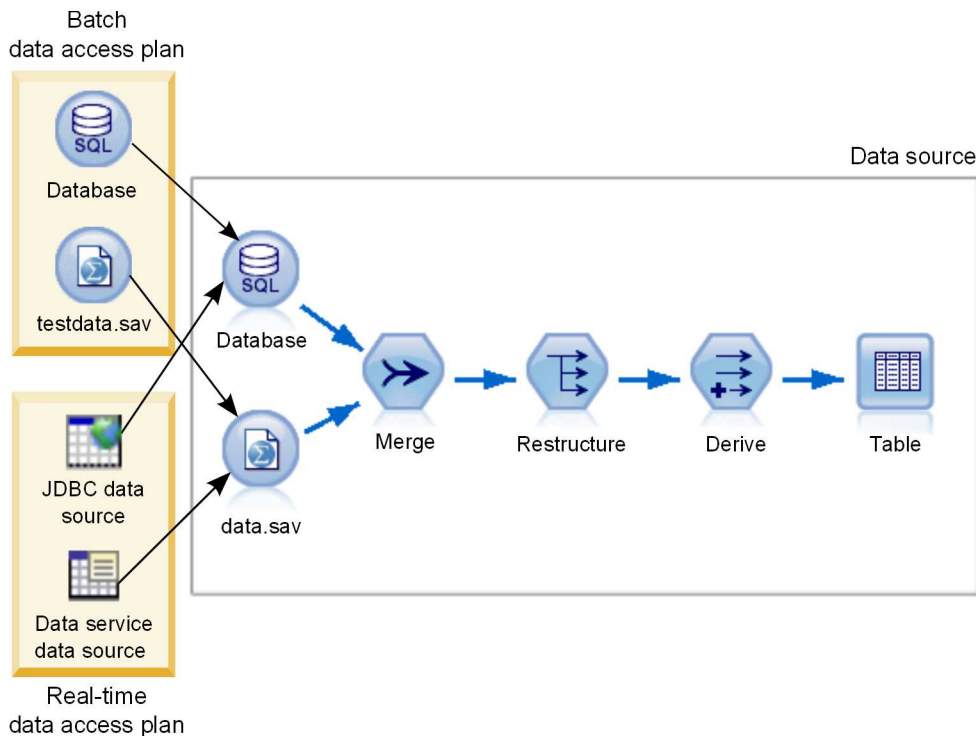 Batch
data access plan
SQL
Database
testdata.sav
JDBC data
source
Data service
data source
Real-time
data access plan
Data source
SQL
Database
data.sav
Merge
Restructure
Derive
Table